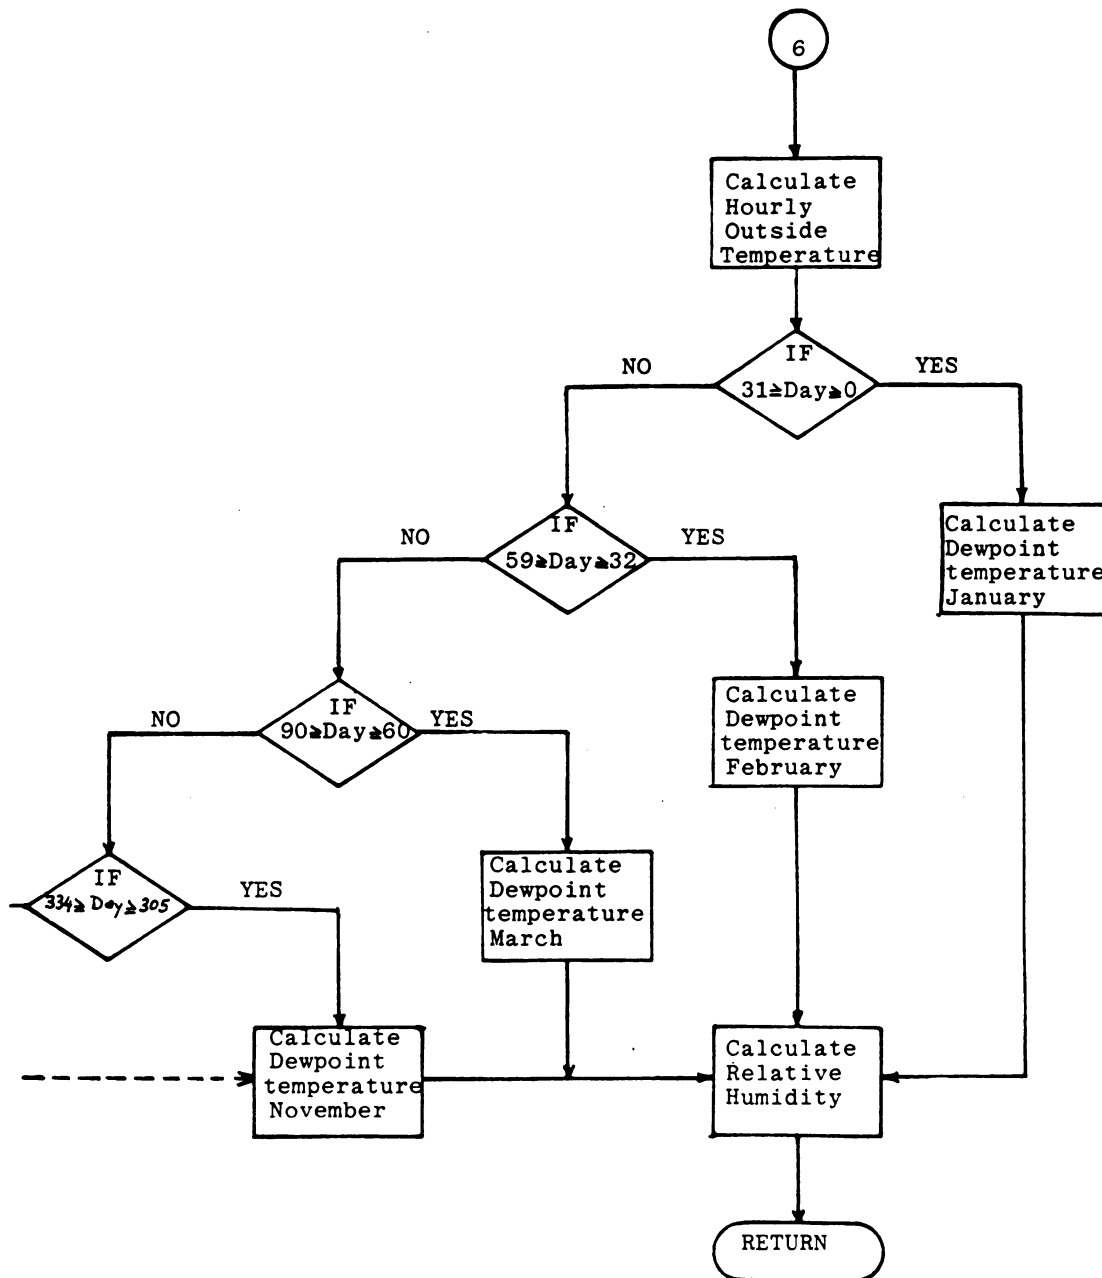 6
Calculate
Hourly
Outside
Temperature
IF
31≧Day≧0
NO
YES
IF
59≧Day≧32
NO
YES
Calculate
Dewpoint
temperature
January
IF
90≧Day≧60
NO
YES
Calculate
Dewpoint
temperature
February
IF
334≧Day≧305
YES
Calculate
Dewpoint
temperature
March
Calculate
Dewpoint
temperature
November
Calculate
Relative
Humidity
RETURN